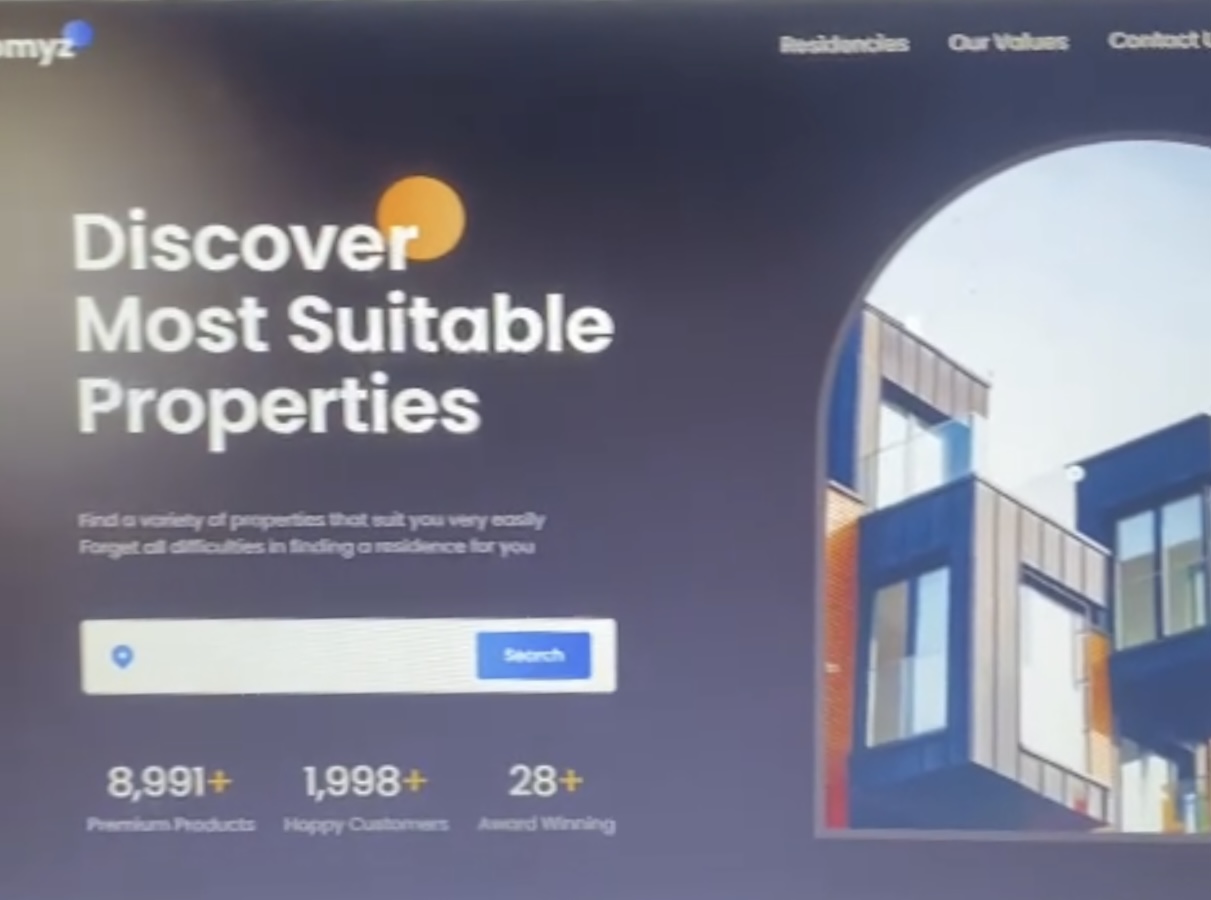 omyz
Residencies
Our Values
Contact U
Discover
Most Suitable
Properties
Find a variety of properties that suit you very easily
Forget all difficulties in finding a residence for you
Search
8,991+
1,998+
28+
Premium Products
Happy Customers
Award Winning